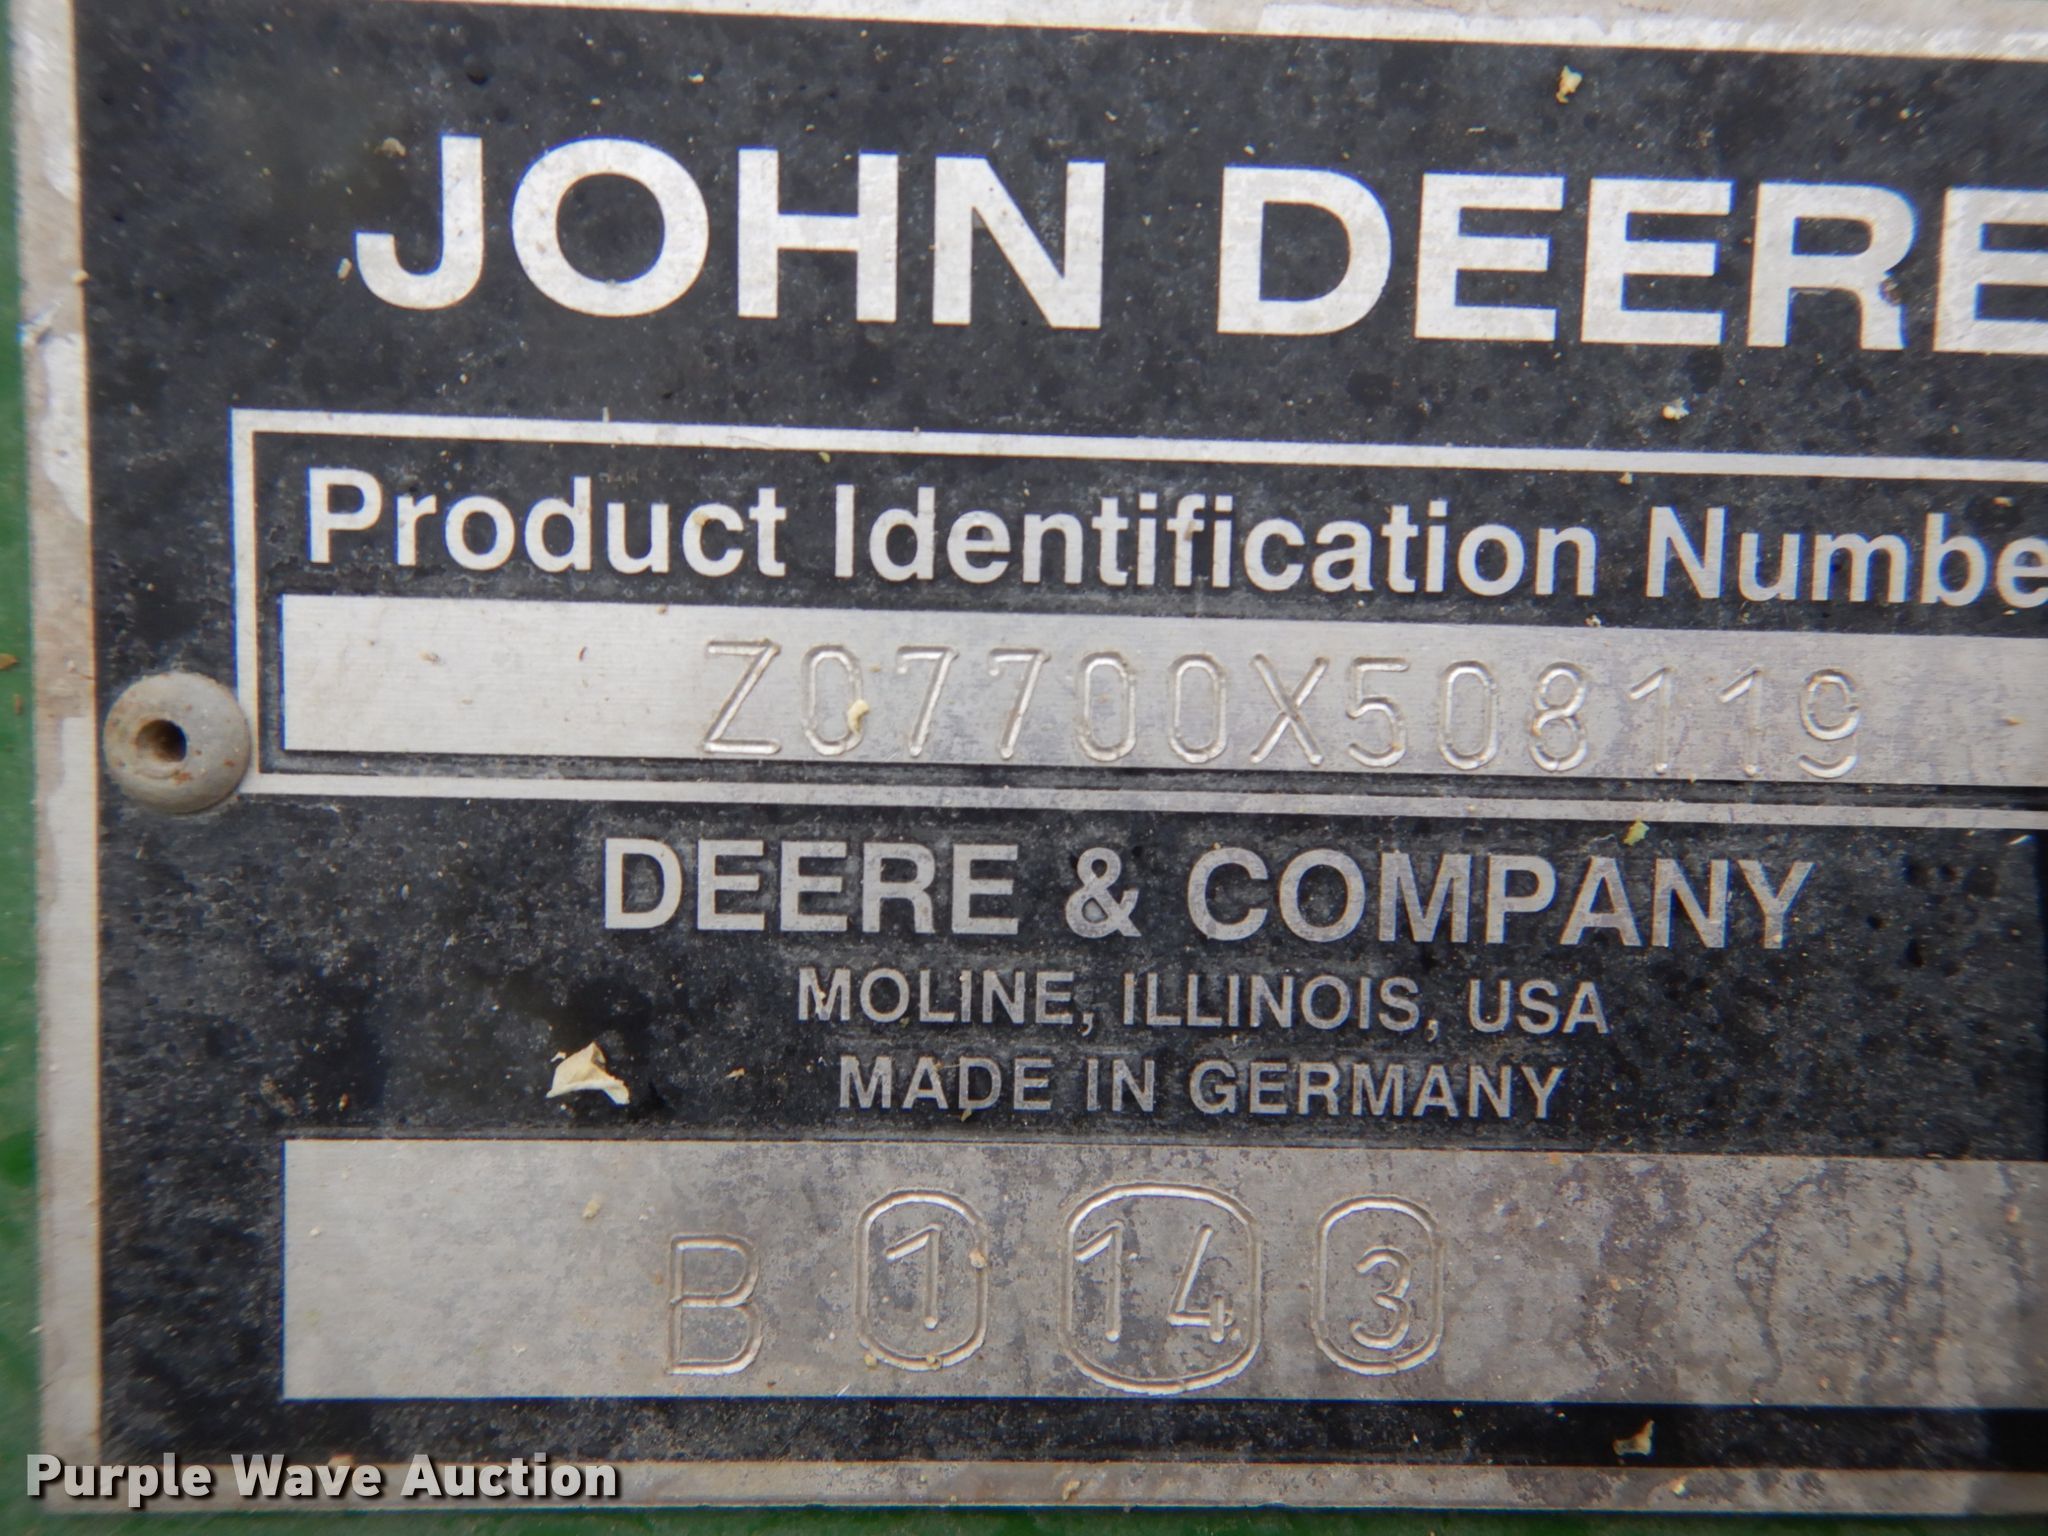 JOHN DEERE
Product Identification Numbe
Z07700X508119
DEERE & COMPANY
MOLINE, ILLINOIS, USA
MADE IN GERMANY
B 1 14 3
Purple Wave Auction